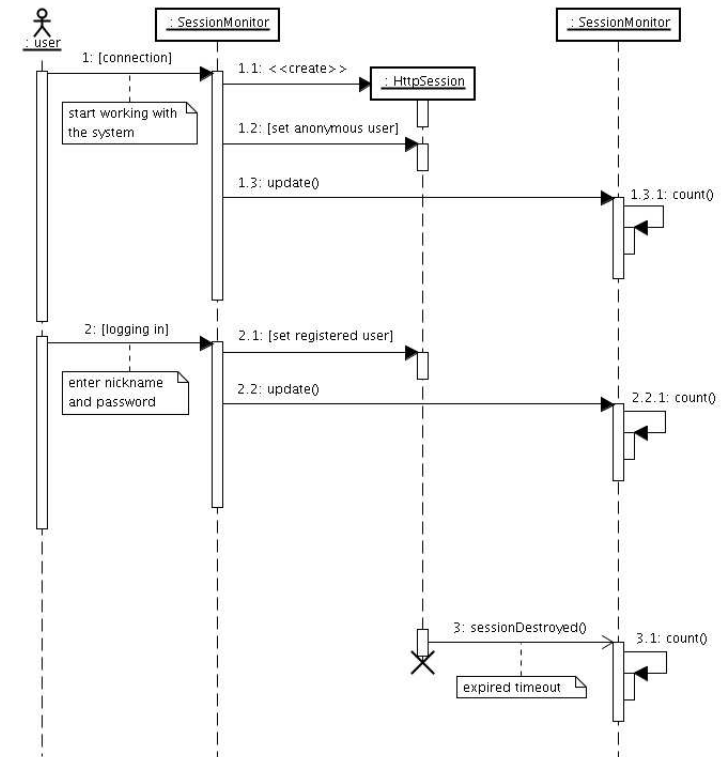 : user
: SessionMonitor
: SessionMonitor
1: [connection]
1.1: <<create>>
: HttpSession
start working with
the system
1.2: [set anonymous user]
1.3: update()
1.3.1: count()
2: [logging in]
2.1: [set registered user]
enter nickname
and password
2.2: update()
2.2.1: count()
3: sessionDestroyed()
3.1: count()
expired timeout